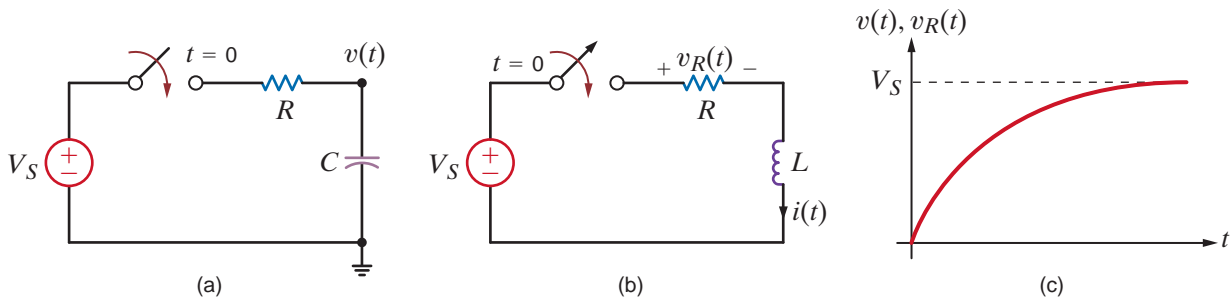 t = 0
v(t)
R
V_S
+
−
C
(a)
t = 0
+ v_R(t) −
R
V_S
+
−
L
i(t)
(b)
v(t), v_R(t)
V_S
t
(c)